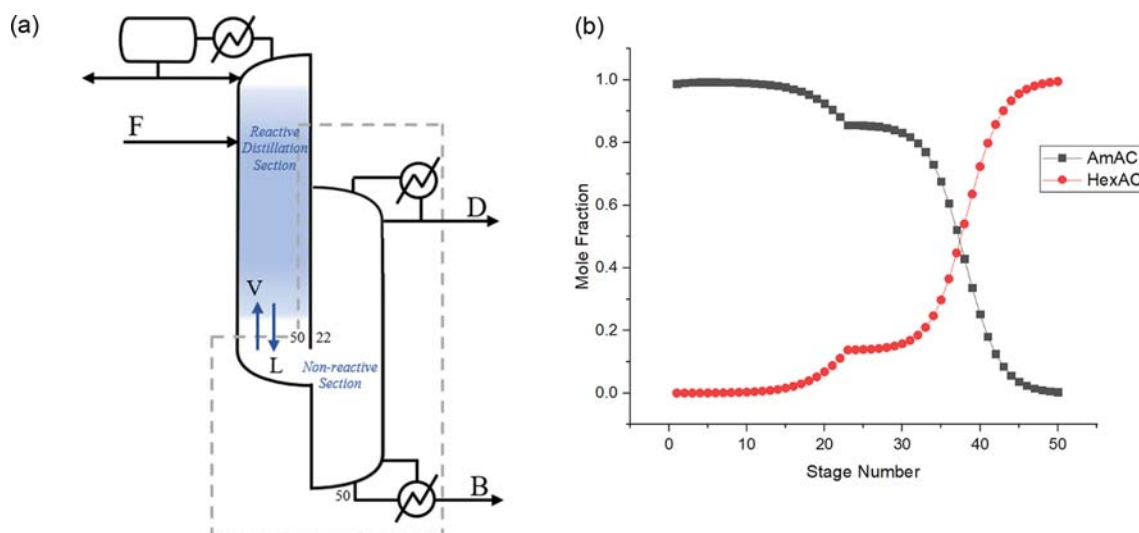 (a)
F
Reactive
Distillation
Section
D
V
50 22
L
Non-reactive
Section
50
B
(b)
1.0
0.8
0.6
0.4
0.2
0.0
Mole Fraction
0 10 20 30 40 50
Stage Number
AmAC
HexAC